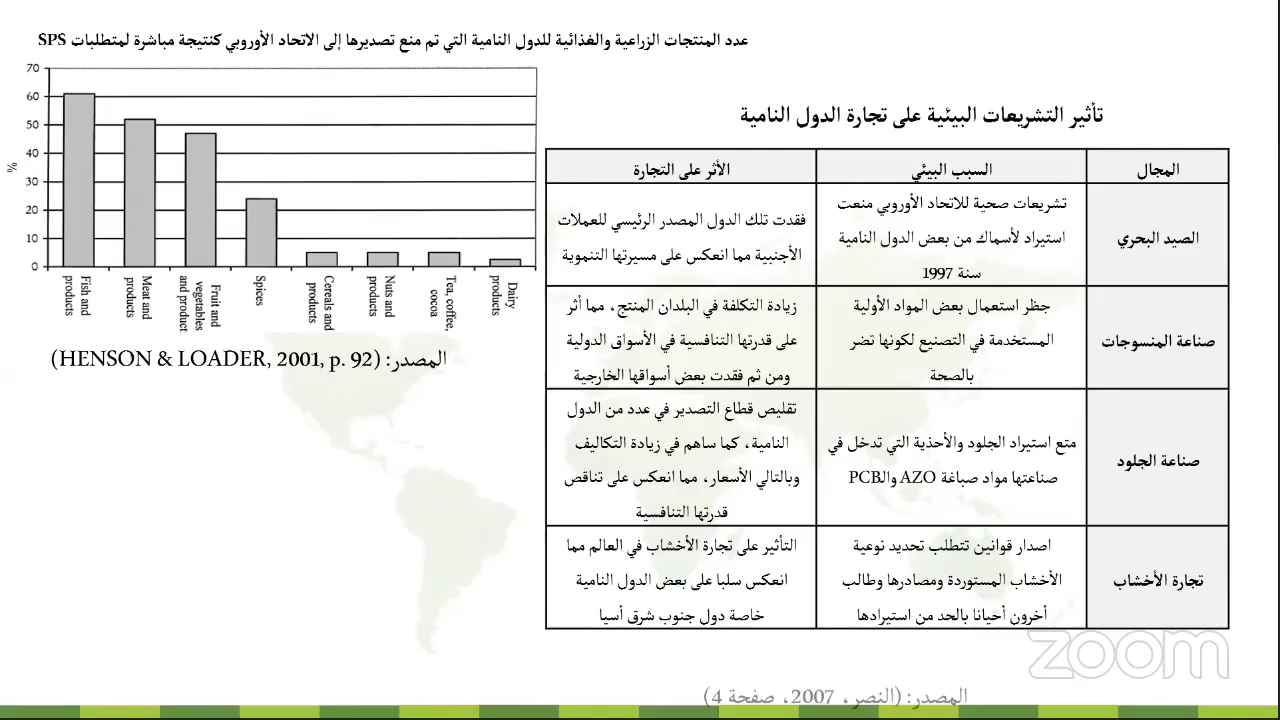 عدد المنتجات الزراعية والغذائية للدول النامية التي تم منع تصديرها إلى الاتحاد الأوروبي كنتيجة مباشرة لمتطلبات SPS
70
60
50
40
30
20
10
0
%
Fish and
products
Meat and
products
Fruit and
vegetables
and product
Spices
Cereals and
products
Nuts and
products
Tea, coffee,
cocoa
Dairy
products
المصدر: (HENSON & LOADER, 2001, p. 92)
تأثير التشريعات البيئية على تجارة الدول النامية
المجال
السبب البيئي
الأثر على التجارة
الصيد البحري
تشريعات صحية للاتحاد الأوروبي منعت
استيراد لأسماك من بعض الدول النامية
سنة 1997
فقدت تلك الدول المصدر الرئيسي للعملات
الأجنبية مما انعكس على مسيرتها التنموية
صناعة المنسوجات
حظر استعمال بعض المواد الأولية
المستخدمة في التصنيع لكونها تضر
بالصحة
زيادة التكلفة في البلدان المنتج، مما أثر
على قدرتها التنافسية في الأسواق الدولية
ومن ثم فقدت بعض أسواقها الخارجية
صناعة الجلود
متع استيراد الجلود والأحذية التي تدخل في
صناعتها مواد صباغة AZO والـPCB
تقليص قطاع التصدير في عدد من الدول
النامية، كما ساهم في زيادة التكاليف
وبالتالي الأسعار، مما انعكس على تناقص
قدرتها التنافسية
تجارة الأخشاب
اصدار قوانين تتطلب تحديد نوعية
الأخشاب المستوردة ومصادرها وطالب
أخرون أحيانا بالحد من استيرادها
التأثير على تجارة الأخشاب في العالم مما
انعكس سلبا على بعض الدول النامية
خاصة دول جنوب شرق أسيا
zoom
المصدر: (النصر، 2007، صفحة 4)